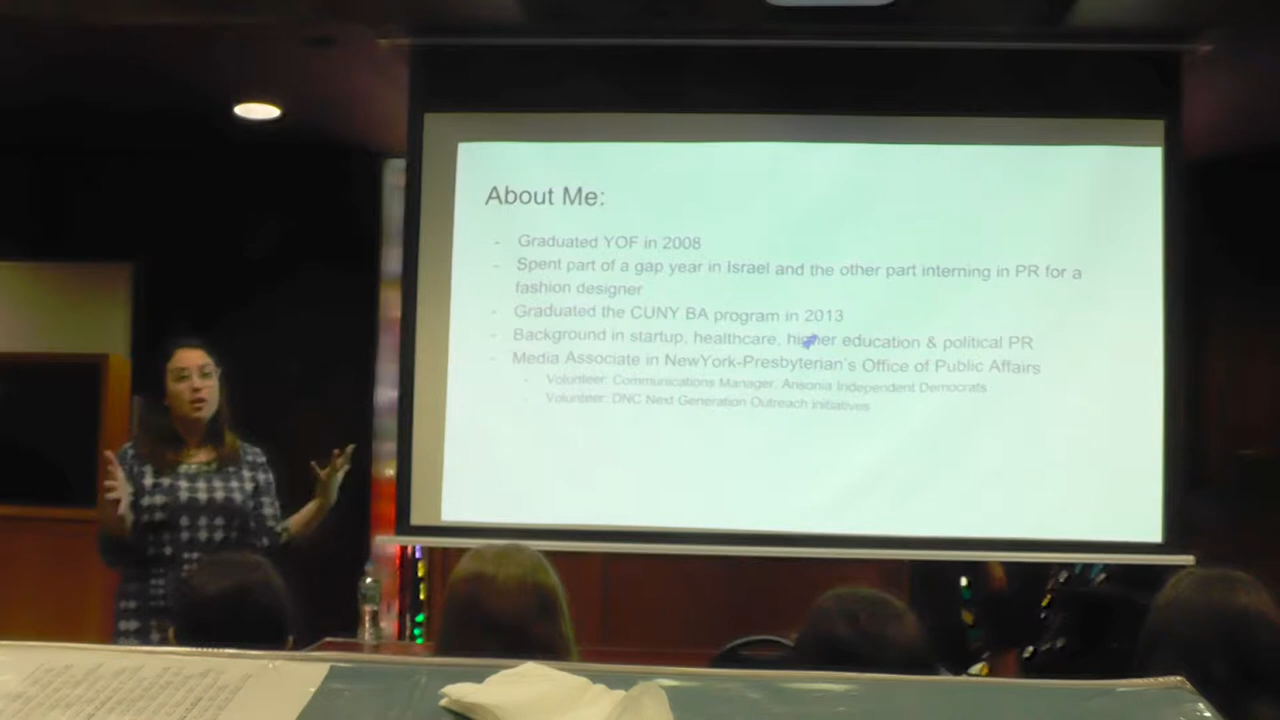 About Me:
- Graduated YOF in 2008
- Spent part of a gap year in Israel and the other part interning in PR for a
fashion designer
- Graduated the CUNY BA program in 2013
- Background in startup, healthcare, higher education & political PR
- Media Associate in NewYork-Presbyterian's Office of Public Affairs
- Volunteer: Communications Manager, Ansonia Independent Democrats
- Volunteer: DNC Next Generation Outreach initiatives